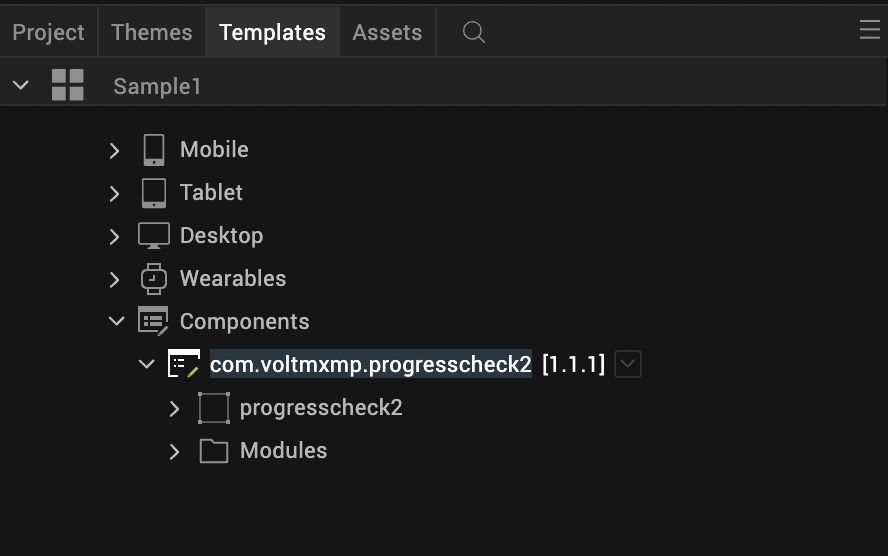 Project Themes Templates Assets
Sample1
Mobile
Tablet
Desktop
Wearables
Components
com.voltmxmp.progresscheck2 [1.1.1]
progresscheck2
Modules